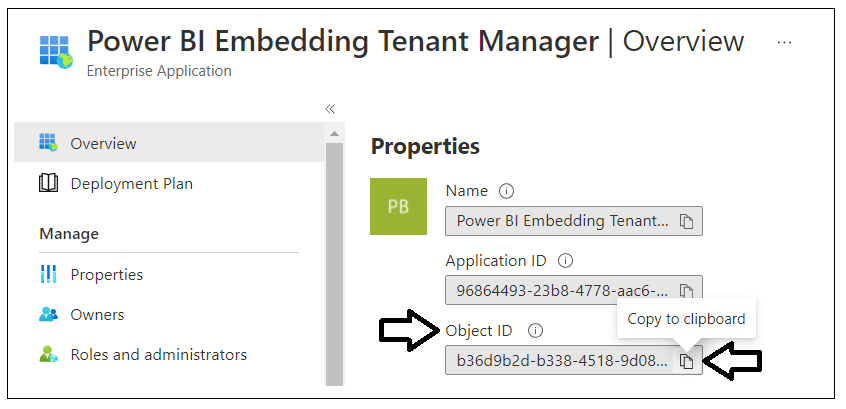 Power BI Embedding Tenant Manager | Overview ...
Enterprise Application
«
Overview
Deployment Plan
Manage
Properties
Owners
Roles and administrators
Properties
PB
Name
Power BI Embedding Tenant...
Application ID
96864493-23b8-4778-aac6-...
Copy to clipboard
Object ID
b36d9b2d-b338-4518-9d08...